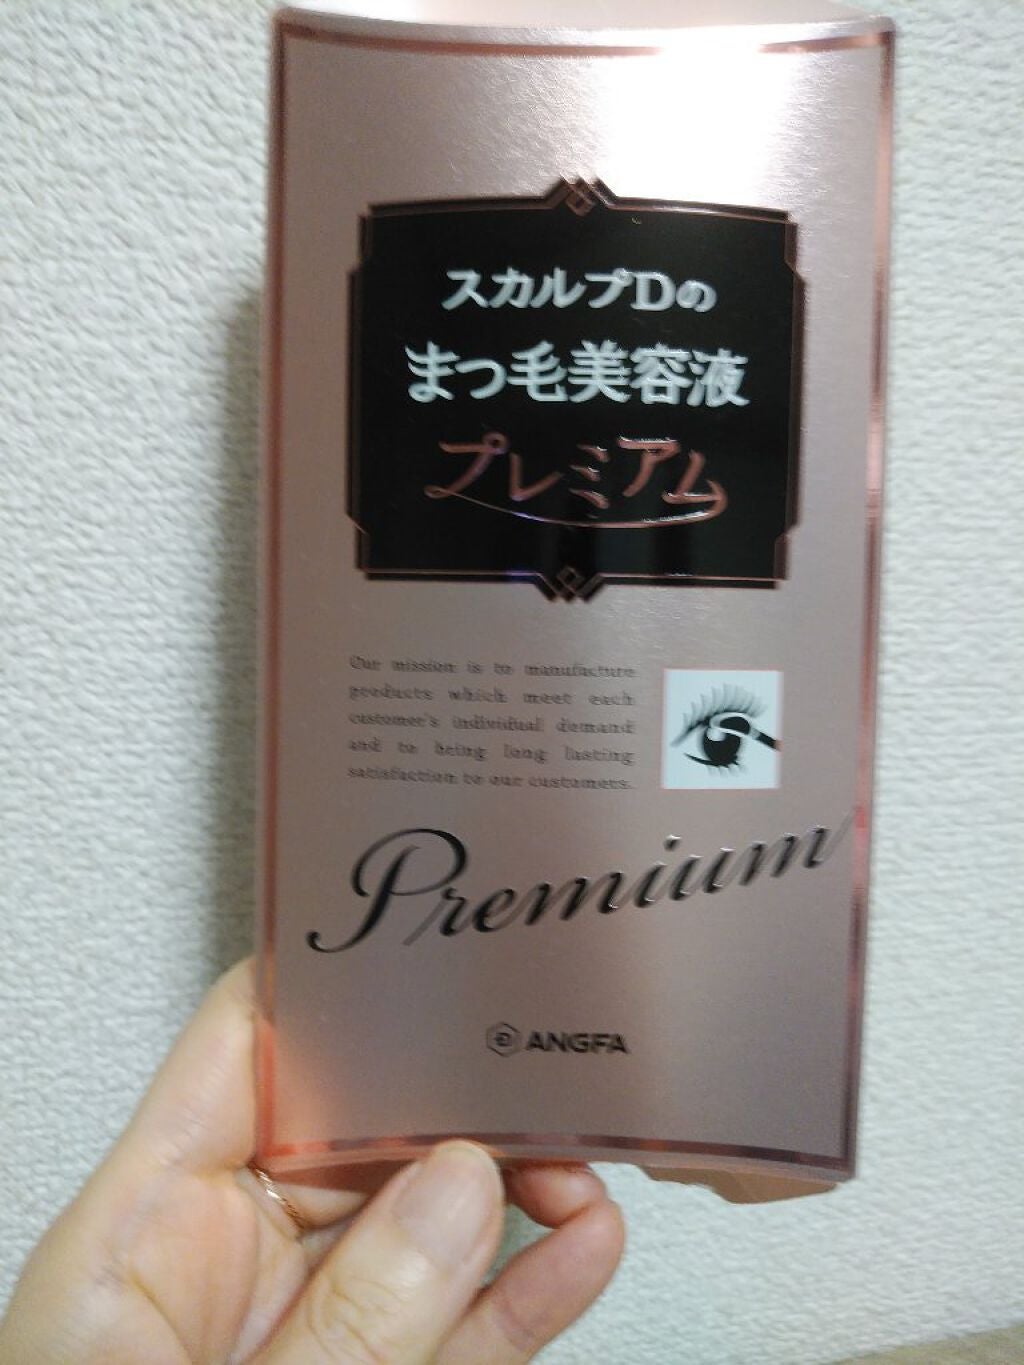 スカルプDの
まつ毛美容液
プレミアム
Our mission is to manufacture
products which meet each
customer's individual demand
and to being long lasting
satisfaction to our customers.
Premium
ANGFA